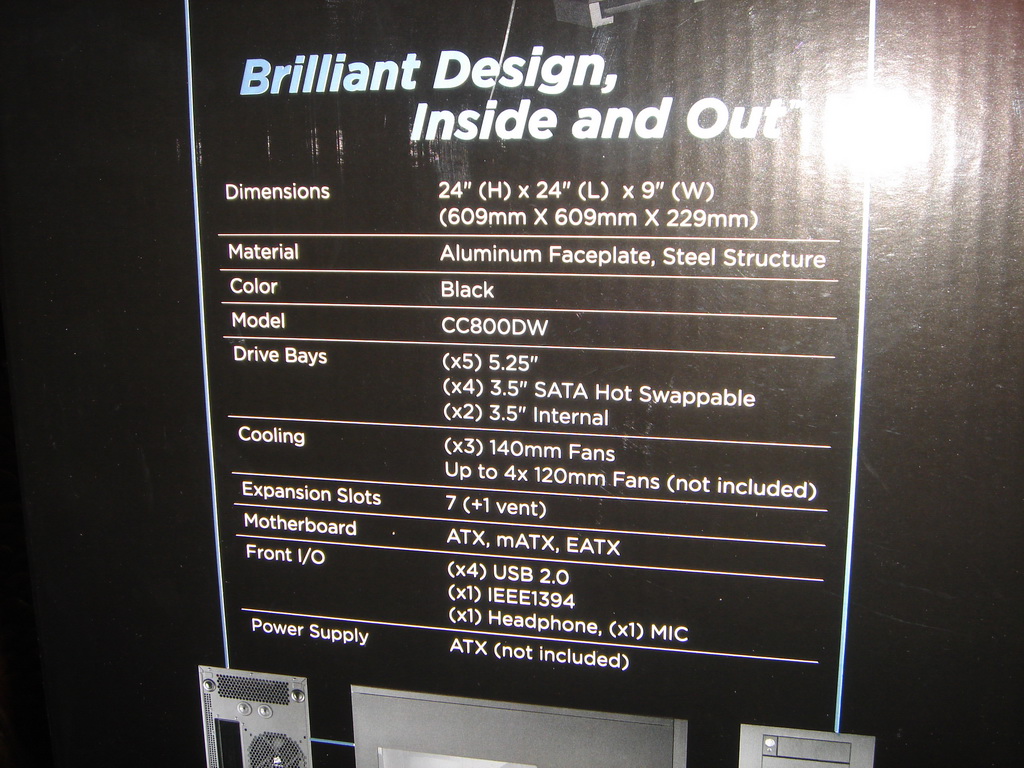 Brilliant Design,
Inside and Out™
Dimensions 24" (H) x 24" (L) x 9" (W)
(609mm X 609mm X 229mm)
Material Aluminum Faceplate, Steel Structure
Color Black
Model CC800DW
Drive Bays (x5) 5.25"
(x4) 3.5" SATA Hot Swappable
(x2) 3.5" Internal
Cooling (x3) 140mm Fans
Up to 4x 120mm Fans (not included)
Expansion Slots 7 (+1 vent)
Motherboard ATX, mATX, EATX
Front I/O (x4) USB 2.0
(x1) IEEE1394
(x1) Headphone, (x1) MIC
Power Supply ATX (not included)